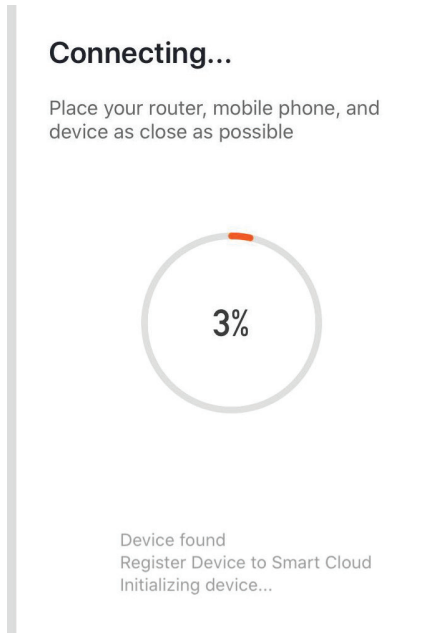 Connecting...
Place your router, mobile phone, and
device as close as possible
3%
Device found
Register Device to Smart Cloud
Initializing device...